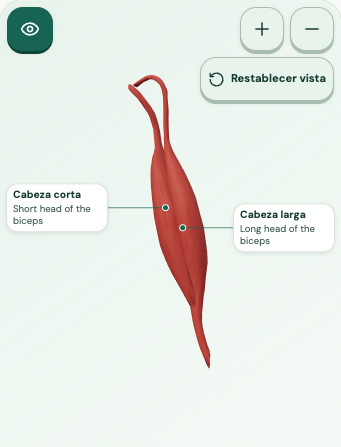 Restablecer vista
Cabeza corta
Short head of the
biceps
Cabeza larga
Long head of the
biceps